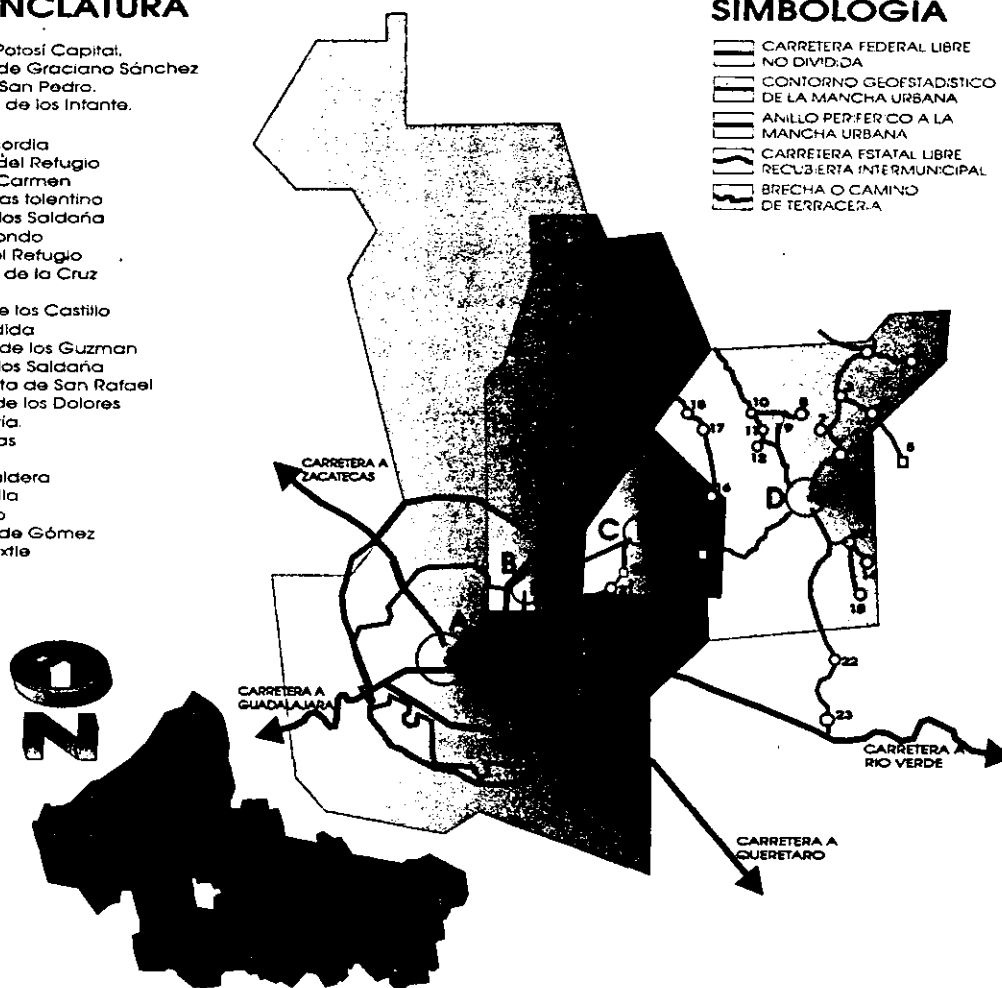 NCLATURA
Potosí Capital.
de Graciano Sánchez
San Pedro.
de los Infante.
ordia
del Refugio
Carmen
as tolentino
los Saldaña
ondo
el Refugio
de la Cruz
e los Castillo
dida
de los Guzman
los Saldaña
ta de San Rafael
de los Dolores
ría.
as
aldera
lla
o
de Gómez
xtle
SIMBOLOGIA
CARRETERA FEDERAL LIBRE
NO DIVIDIDA
CONTORNO GEOESTADISTICO
DE LA MANCHA URBANA
ANILLO PERIFERICO A LA
MANCHA URBANA
CARRETERA ESTATAL LIBRE
RECUBIERTA INTERMUNICIPAL
BRECHA O CAMINO
DE TERRACERIA
CARRETERA A
ZACATECAS
16
17
6
10
8
9
11
12
7
5
D
C
B
A
18
22
23
CARRETERA A
GUADALAJARA
CARRETERA A
RIO VERDE
CARRETERA A
QUERETARO
N